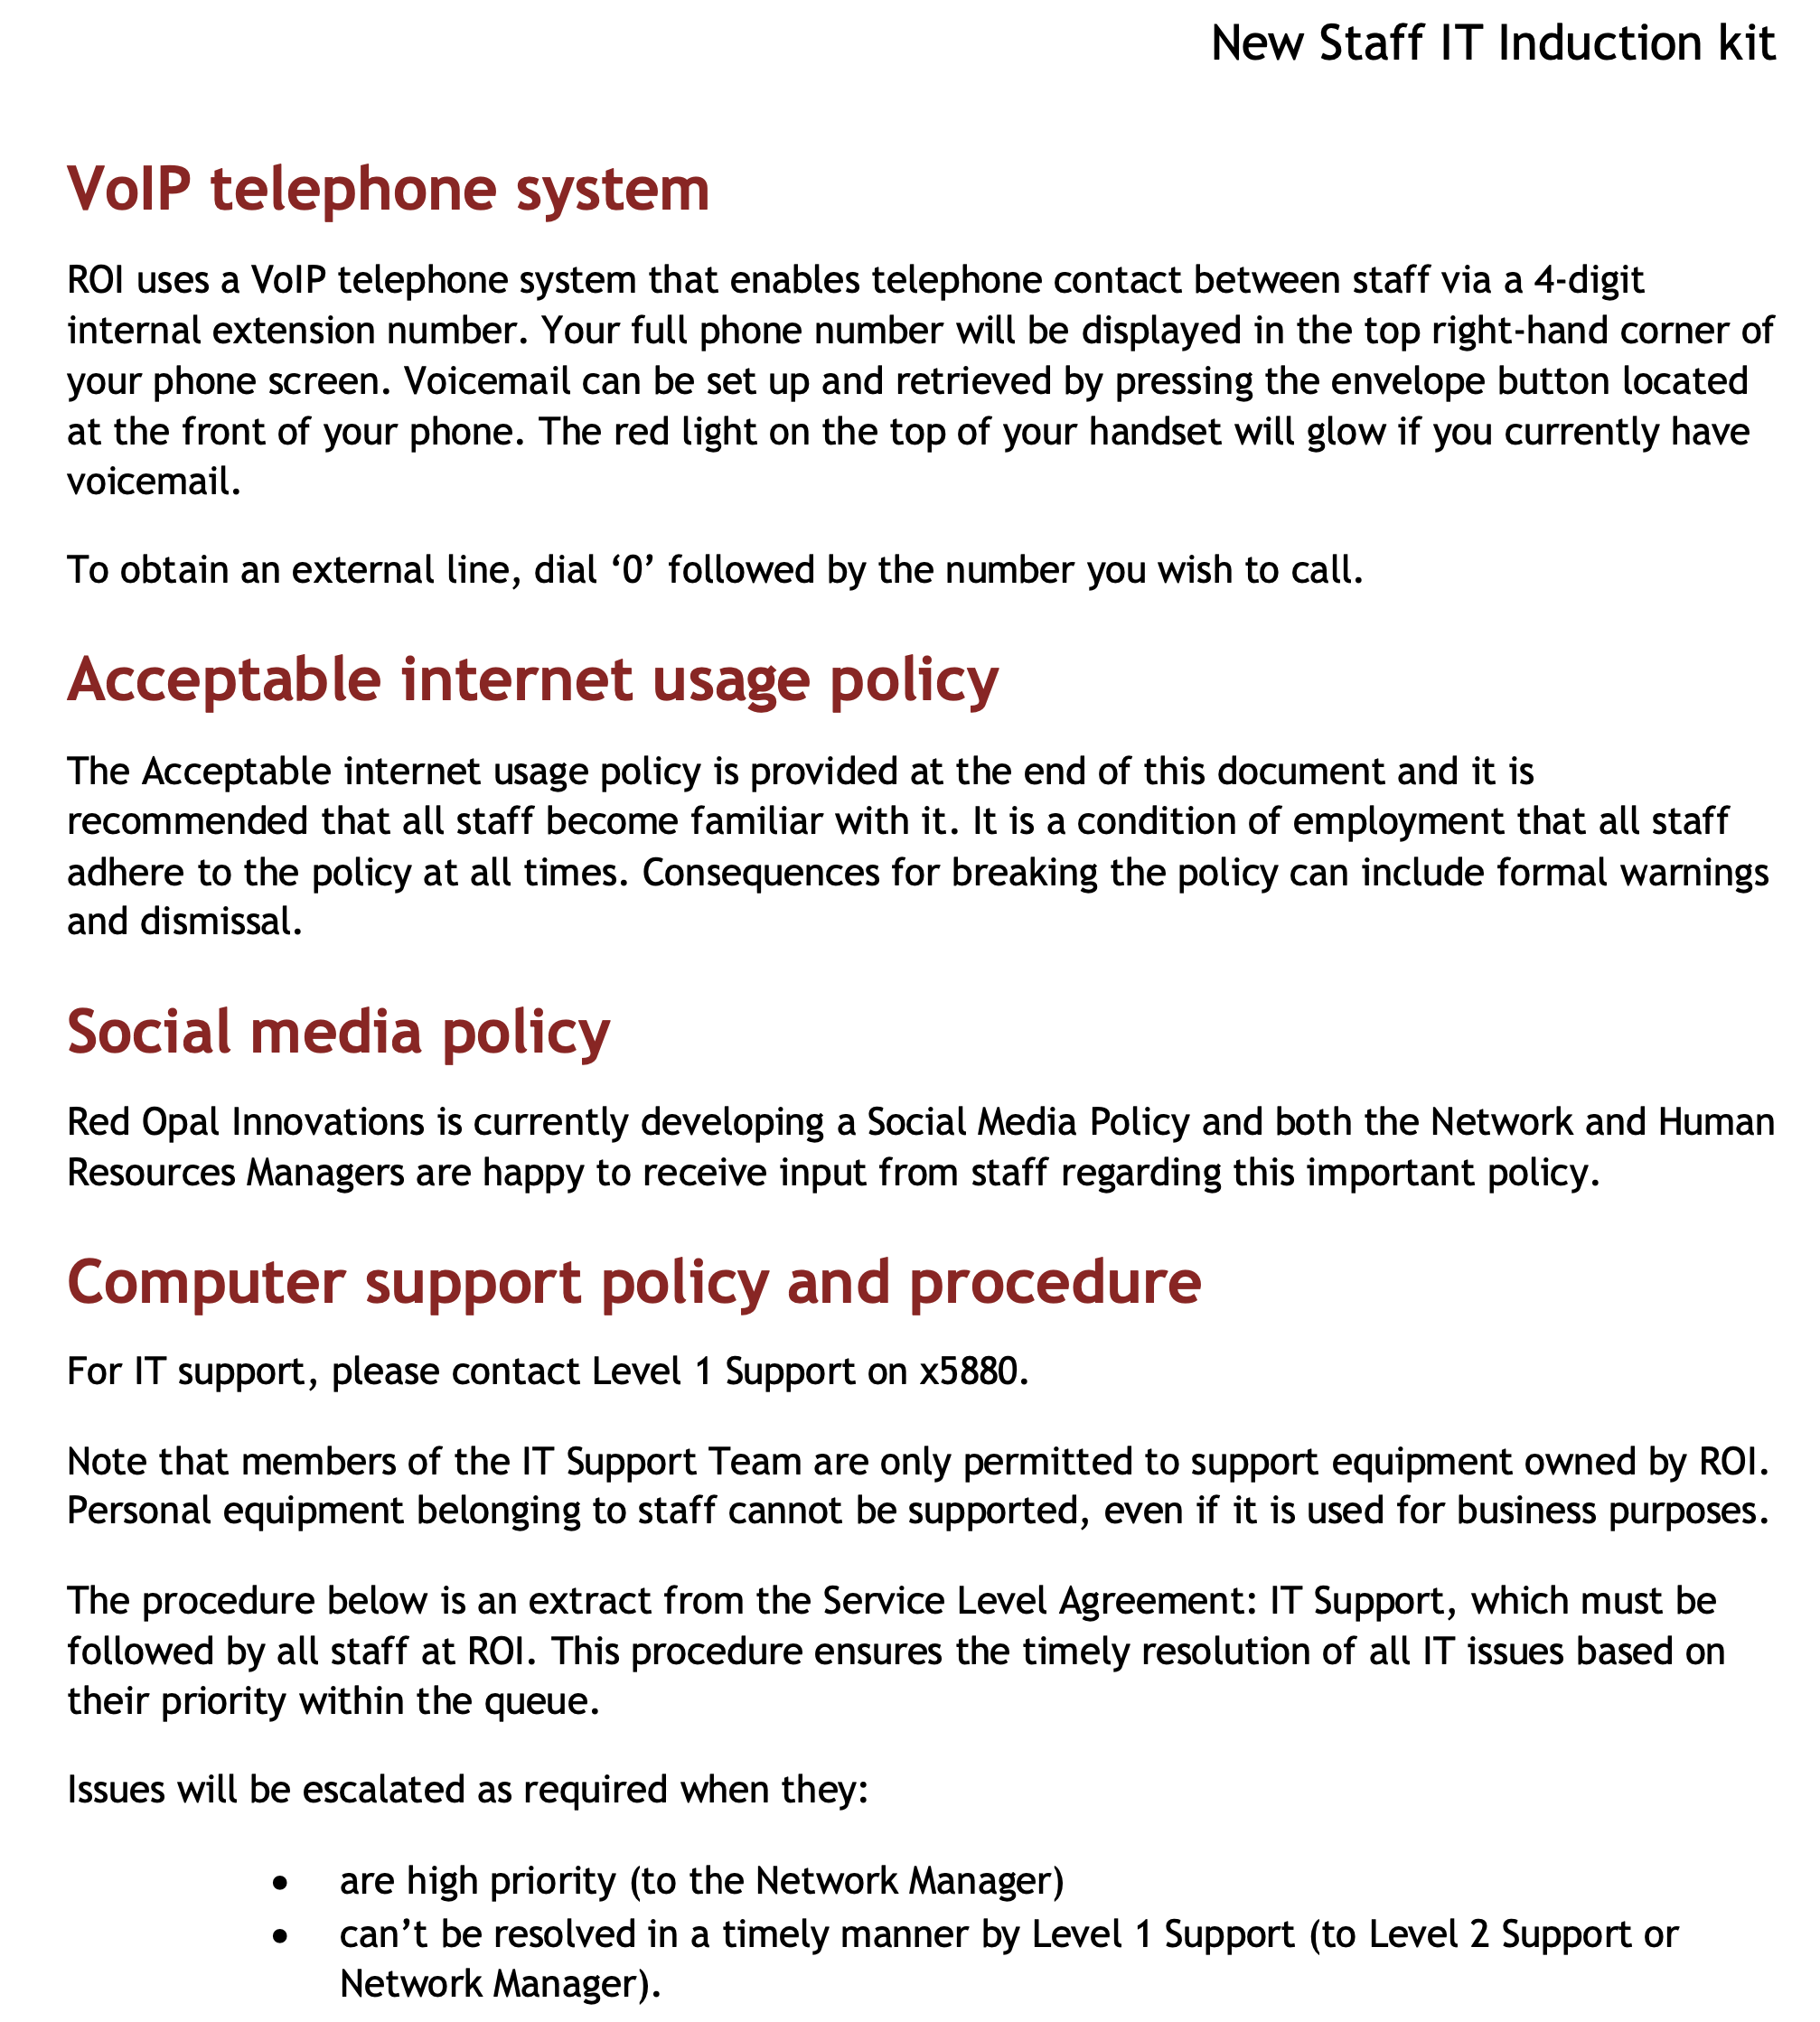 New Staff IT Induction kit
VoIP telephone system
ROI uses a VoIP telephone system that enables telephone contact between staff via a 4-digit
internal extension number. Your full phone number will be displayed in the top right-hand corner of
your phone screen. Voicemail can be set up and retrieved by pressing the envelope button located
at the front of your phone. The red light on the top of your handset will glow if you currently have
voicemail.
To obtain an external line, dial ‘0’ followed by the number you wish to call.
Acceptable internet usage policy
The Acceptable internet usage policy is provided at the end of this document and it is
recommended that all staff become familiar with it. It is a condition of employment that all staff
adhere to the policy at all times. Consequences for breaking the policy can include formal warnings
and dismissal.
Social media policy
Red Opal Innovations is currently developing a Social Media Policy and both the Network and Human
Resources Managers are happy to receive input from staff regarding this important policy.
Computer support policy and procedure
For IT support, please contact Level 1 Support on x5880.
Note that members of the IT Support Team are only permitted to support equipment owned by ROI.
Personal equipment belonging to staff cannot be supported, even if it is used for business purposes.
The procedure below is an extract from the Service Level Agreement: IT Support, which must be
followed by all staff at ROI. This procedure ensures the timely resolution of all IT issues based on
their priority within the queue.
Issues will be escalated as required when they:
• are high priority (to the Network Manager)
• can’t be resolved in a timely manner by Level 1 Support (to Level 2 Support or
Network Manager).